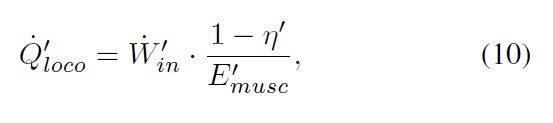 Q̇′_loco = Ẇ′_in · (1 − η′) / E′_musc, (10)